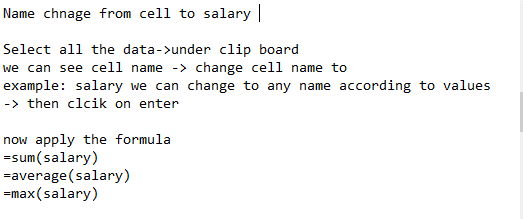 Name chnage from cell to salary
Select all the data->under clip board
we can see cell name -> change cell name to
example: salary we can change to any name according to values
-> then clcik on enter
now apply the formula
=sum(salary)
=average(salary)
=max(salary)